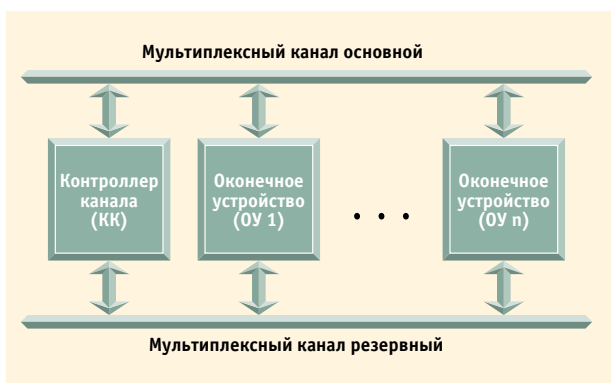 Мультиплексный канал основной
Контроллер
канала
(КК)
Оконечное
устройство
(ОУ 1)
. . .
Оконечное
устройство
(ОУ n)
Мультиплексный канал резервный